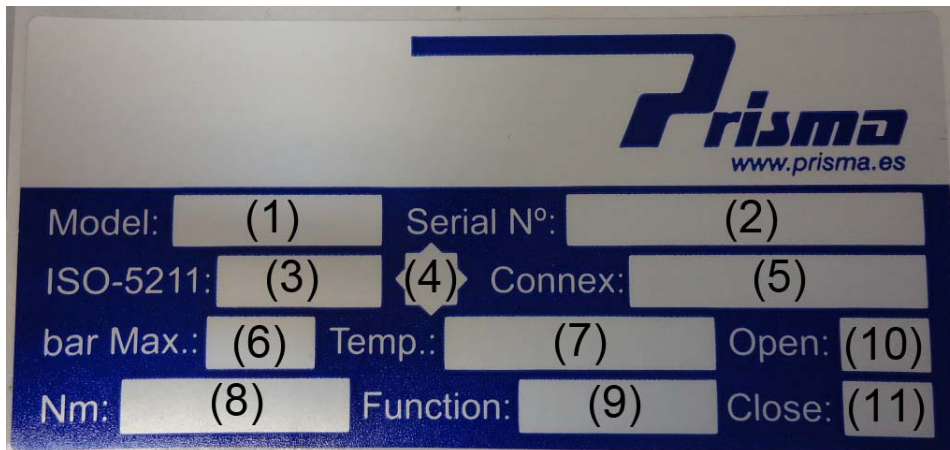 Prisma
www.prisma.es
Model: (1) Serial Nº: (2)
ISO-5211: (3) (4) Connex: (5)
bar Max.: (6) Temp.: (7) Open: (10)
Nm: (8) Function: (9) Close: (11)